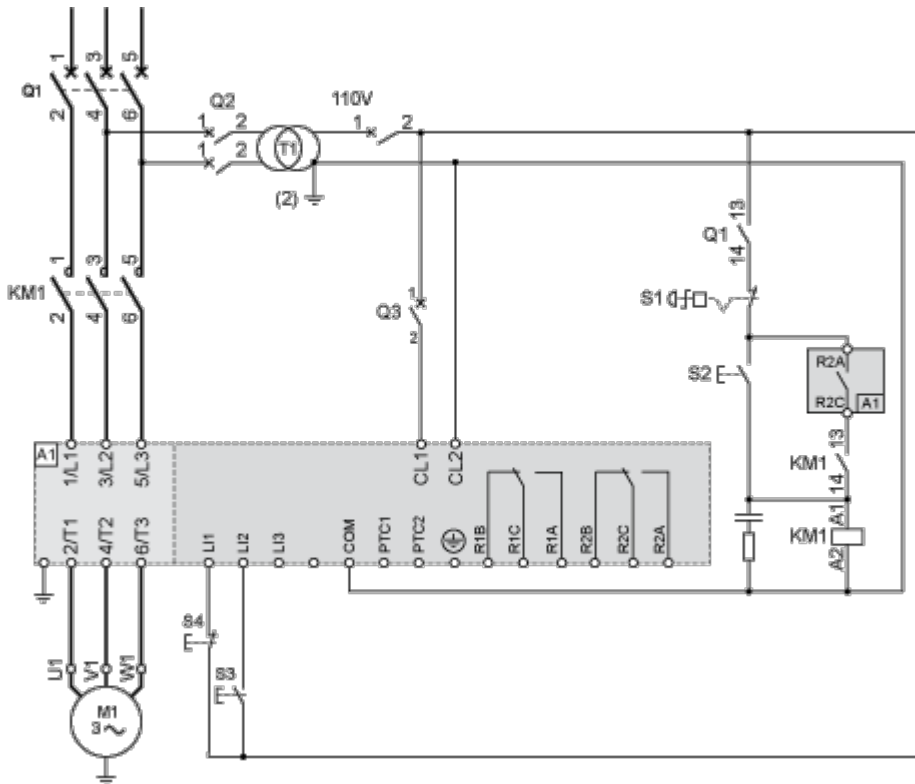 1 3 5
Q1
2 4 6
Q2
1 2
1 2
T1
(2)
110V
1 2
13
Q1
14
1 3 5
KM1
2 4 6
S1
1
Q3
2
S2
R2A
R2C A1
13
KM1
14
A1
KM1
A2
A1
1/L1 3/L2 5/L3
CL1 CL2
2/T1 4/T2 6/T3
LI1 LI2 LI3 COM PTC1 PTC2 R1B R1C R1A R2B R2C R2A
S4
S3
U1 V1 W1
M1
3